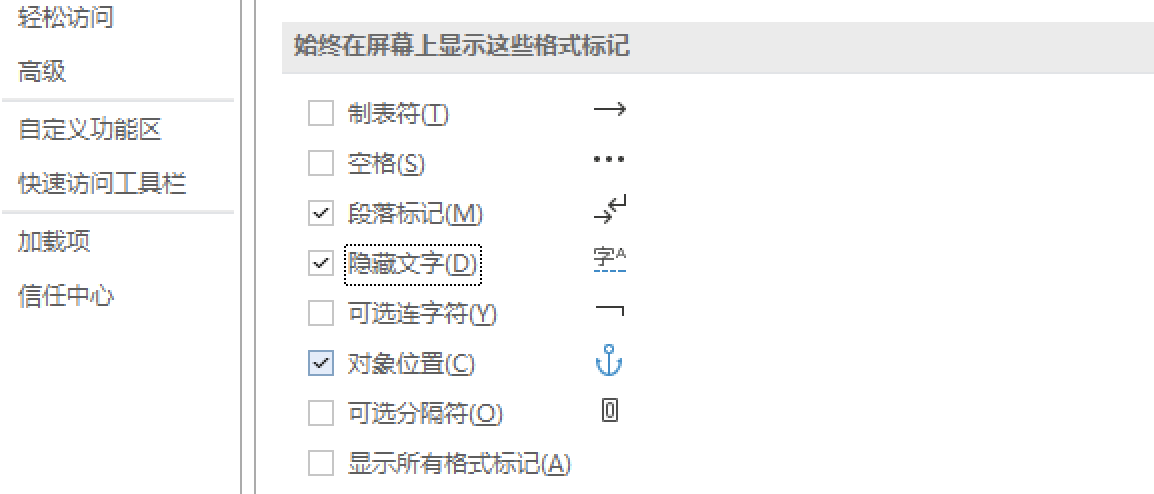 轻松访问
高级
自定义功能区
快速访问工具栏
加载项
信任中心
始终在屏幕上显示这些格式标记
制表符(T)
空格(S)
段落标记(M)
隐藏文字(D) 字A
可选连字符(Y)
对象位置(C)
可选分隔符(O)
显示所有格式标记(A)